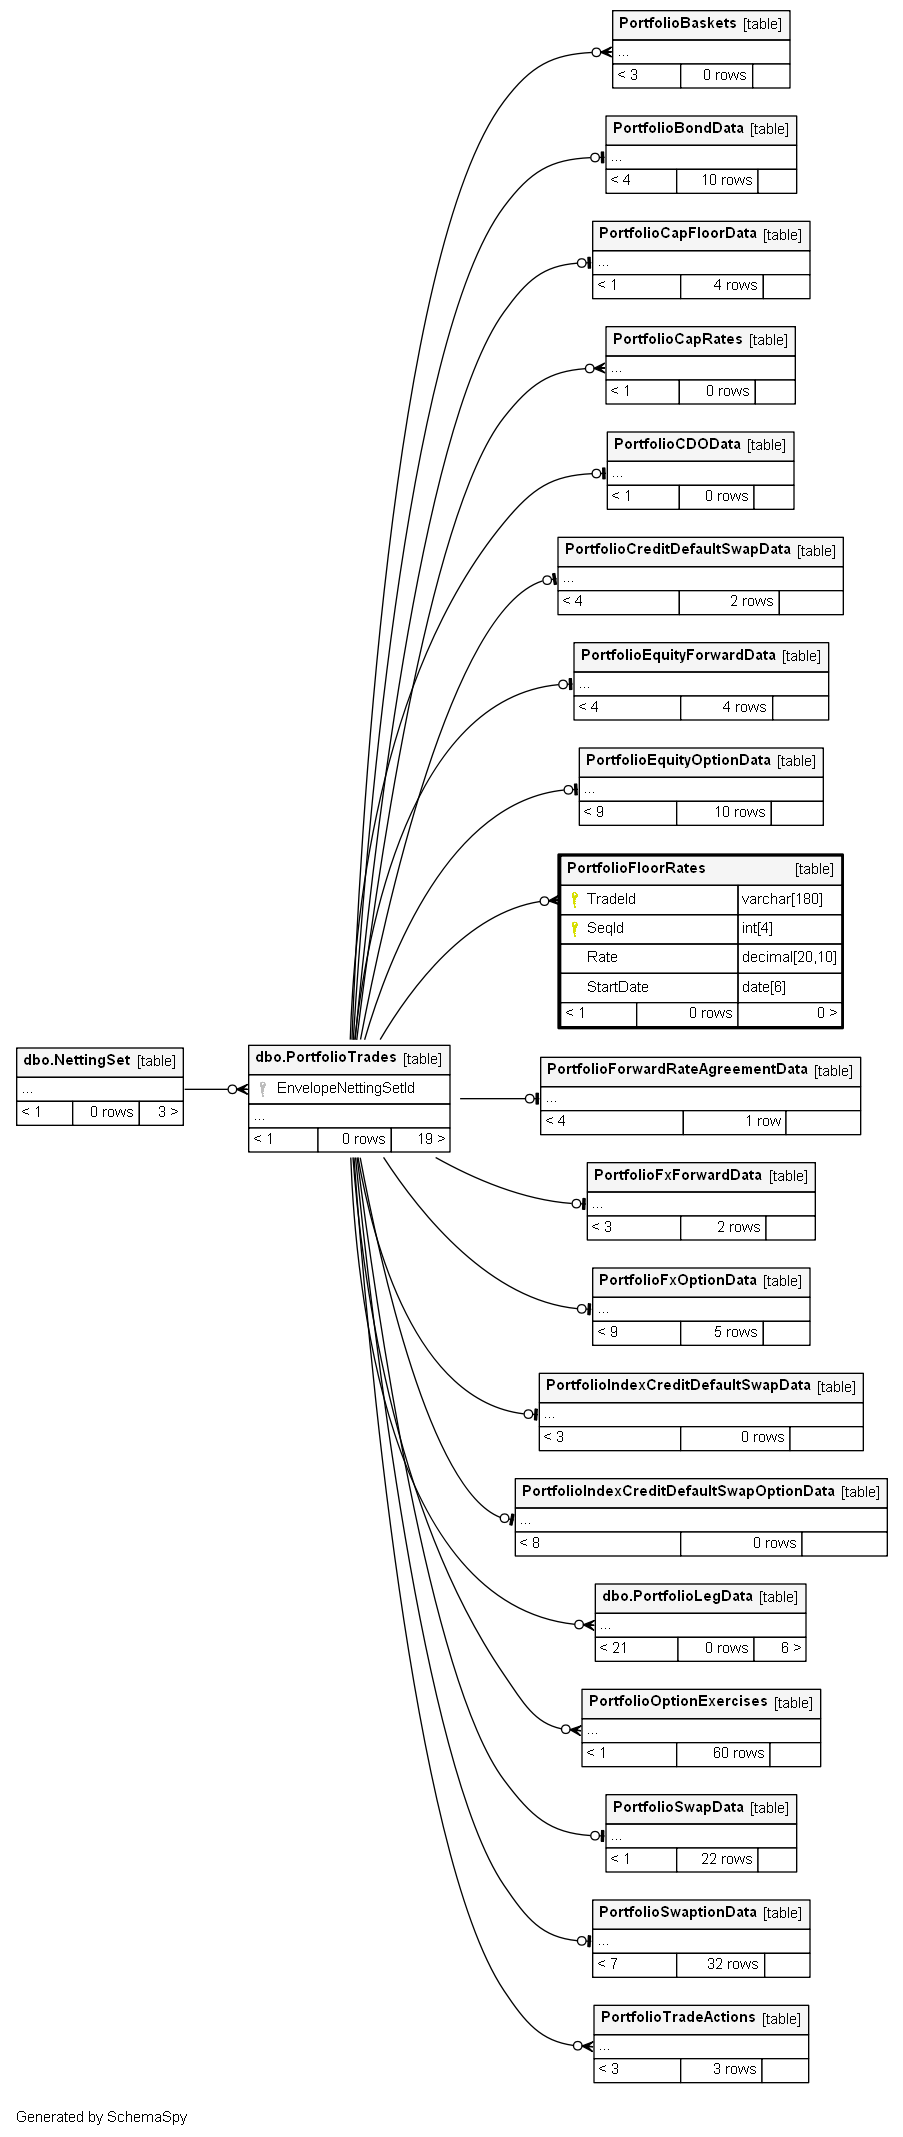 PortfolioBaskets [table]
...
< 3 0 rows
PortfolioBondData [table]
...
< 4 10 rows
PortfolioCapFloorData [table]
...
< 1 4 rows
PortfolioCapRates [table]
...
< 1 0 rows
PortfolioCDOData [table]
...
< 1 0 rows
PortfolioCreditDefaultSwapData [table]
...
< 4 2 rows
PortfolioEquityForwardData [table]
...
< 4 4 rows
PortfolioEquityOptionData [table]
...
< 9 10 rows
PortfolioFloorRates [table]
TradeId varchar[180]
SeqId int[4]
Rate decimal[20,10]
StartDate date[6]
< 1 0 rows 0 >
dbo.NettingSet [table]
...
< 1 0 rows 3 >
dbo.PortfolioTrades [table]
EnvelopeNettingSetId
...
< 1 0 rows 19 >
PortfolioForwardRateAgreementData [table]
...
< 4 1 row
PortfolioFxForwardData [table]
...
< 3 2 rows
PortfolioFxOptionData [table]
...
< 9 5 rows
PortfolioIndexCreditDefaultSwapData [table]
...
< 3 0 rows
PortfolioIndexCreditDefaultSwapOptionData [table]
...
< 8 0 rows
dbo.PortfolioLegData [table]
...
< 21 0 rows 6 >
PortfolioOptionExercises [table]
...
< 1 60 rows
PortfolioSwapData [table]
...
< 1 22 rows
PortfolioSwaptionData [table]
...
< 7 32 rows
PortfolioTradeActions [table]
...
< 3 3 rows
Generated by SchemaSpy